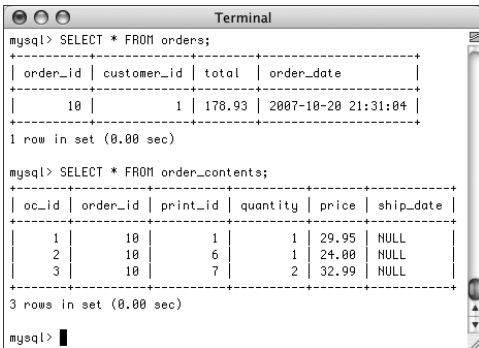 Terminal
mysql> SELECT * FROM orders;
+----------+-------------+--------+---------------------+
| order_id | customer_id | total | order_date |
+----------+-------------+--------+---------------------+
| 10 | 1 | 178.93 | 2007-10-20 21:31:04 |
+----------+-------------+--------+---------------------+
1 row in set (0.00 sec)
mysql> SELECT * FROM order_contents;
+-------+----------+----------+----------+-------+-----------+
| oc_id | order_id | print_id | quantity | price | ship_date |
+-------+----------+----------+----------+-------+-----------+
| 1 | 10 | 1 | 1 | 29.95 | NULL |
| 2 | 10 | 6 | 1 | 24.00 | NULL |
| 3 | 10 | 7 | 2 | 32.99 | NULL |
+-------+----------+----------+----------+-------+-----------+
3 rows in set (0.00 sec)
mysql>